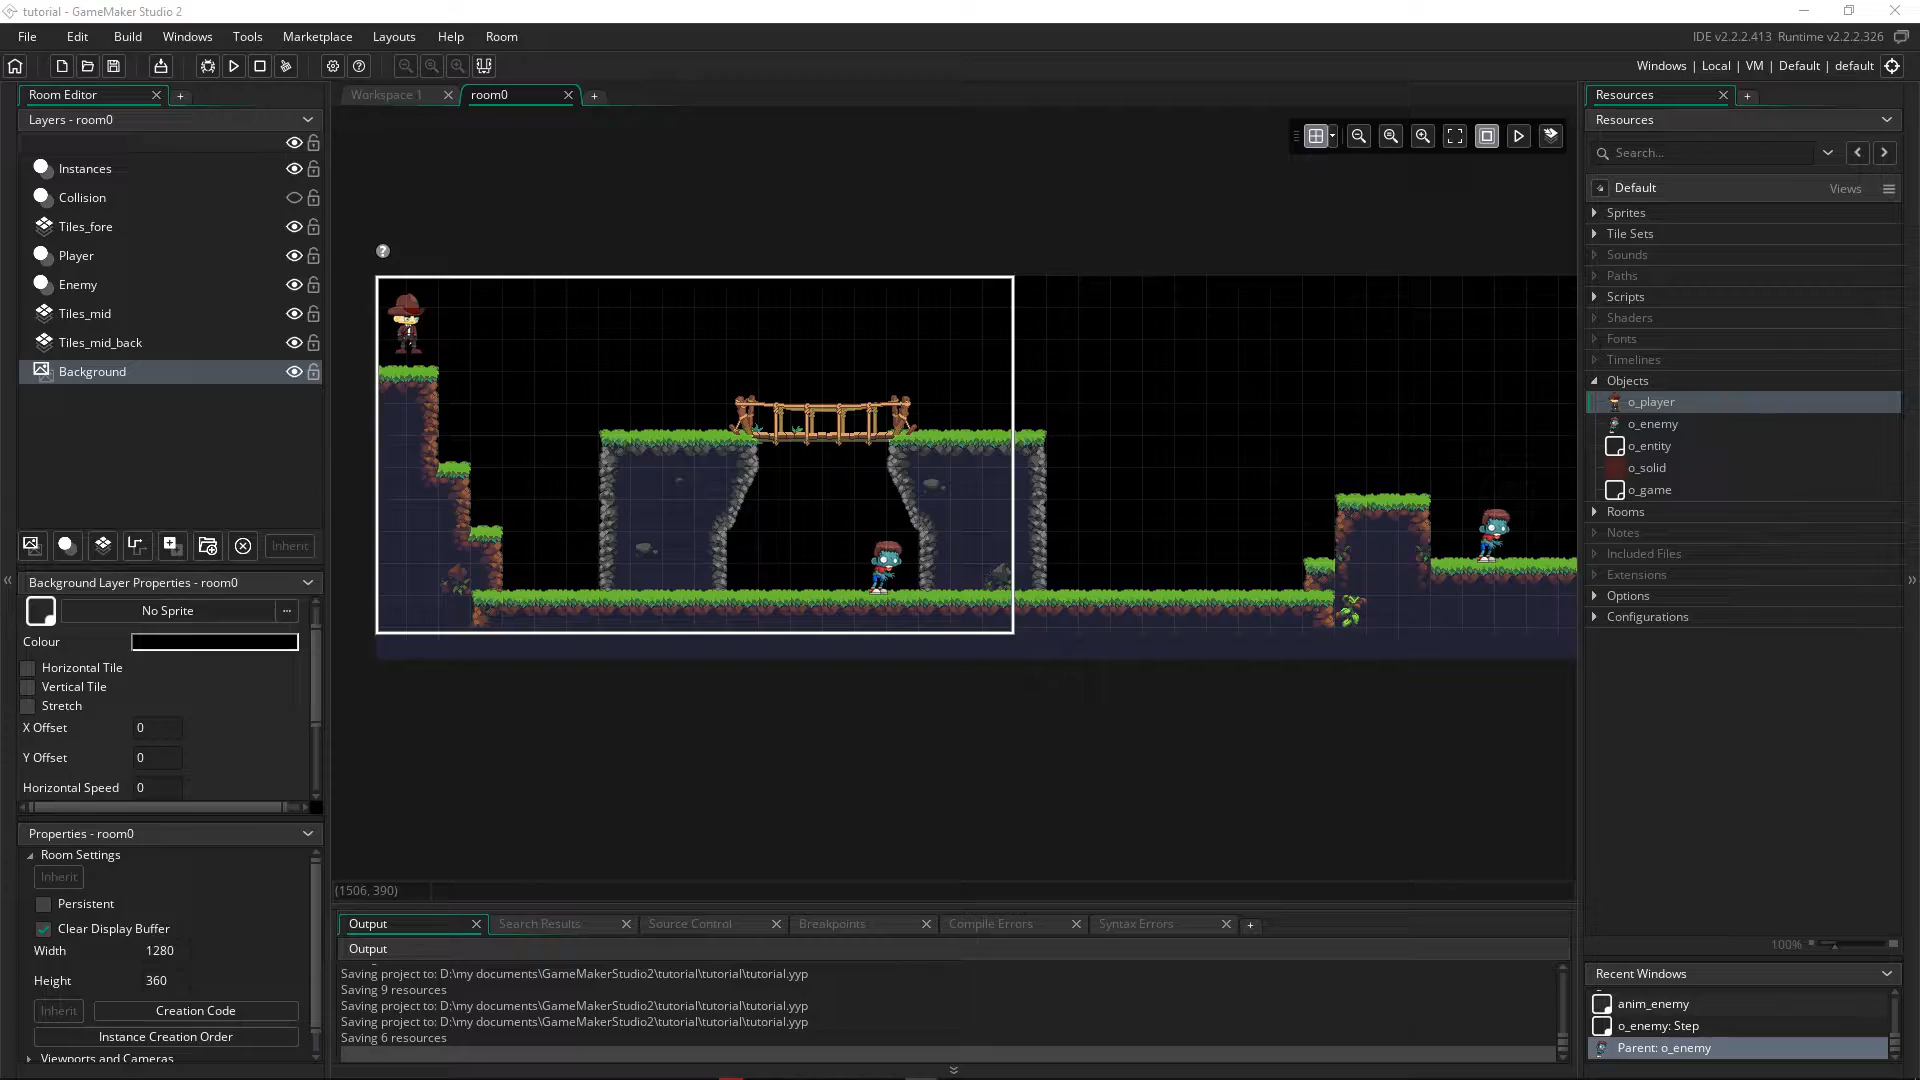 tutorial - GameMaker Studio 2
File Edit Build Windows Tools Marketplace Layouts Help Room
IDE v2.2.2.413 Runtime v2.2.2.326
Windows | Local | VM | Default | default
Room Editor
Layers - room0
Instances
Collision
Tiles_fore
Player
Enemy
Tiles_mid
Tiles_mid_back
Background
Inherit
Background Layer Properties - room0
No Sprite ...
Colour
Horizontal Tile
Vertical Tile
Stretch
X Offset 0
Y Offset 0
Horizontal Speed 0
Properties - room0
Room Settings
Inherit
Persistent
Clear Display Buffer
Width 1280
Height 360
Inherit Creation Code
Instance Creation Order
Viewports and Cameras
Workspace 1
room0
?
(1506, 390)
Output Search Results Source Control Breakpoints Compile Errors Syntax Errors
Output
Saving project to: D:\my documents\GameMakerStudio2\tutorial\tutorial\tutorial.yyp
Saving 9 resources
Saving project to: D:\my documents\GameMakerStudio2\tutorial\tutorial\tutorial.yyp
Saving project to: D:\my documents\GameMakerStudio2\tutorial\tutorial\tutorial.yyp
Saving 6 resources
Resources
Resources
Search...
Default Views
Sprites
Tile Sets
Sounds
Paths
Scripts
Shaders
Fonts
Timelines
Objects
o_player
o_enemy
o_entity
o_solid
o_game
Rooms
Notes
Included Files
Extensions
Options
Configurations
100%
Recent Windows
anim_enemy
o_enemy: Step
Parent: o_enemy